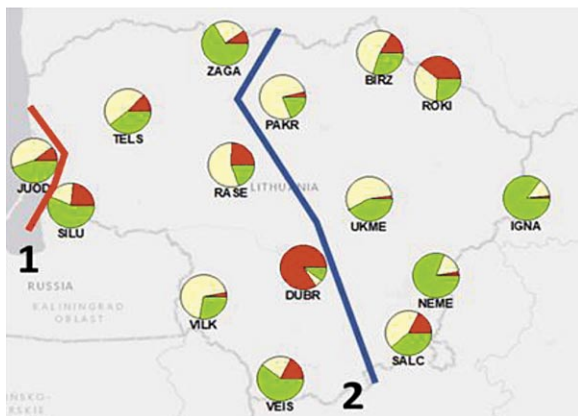 ZAGA
BIRZ
ROKI
PAKR
TELS
JUOD
RASE
LITHUANIA
SILU
UKME
IGNA
1
RUSSIA
KALININGRAD
OBLAST
DUBR
NEME
VILK
SALC
VEIS
2